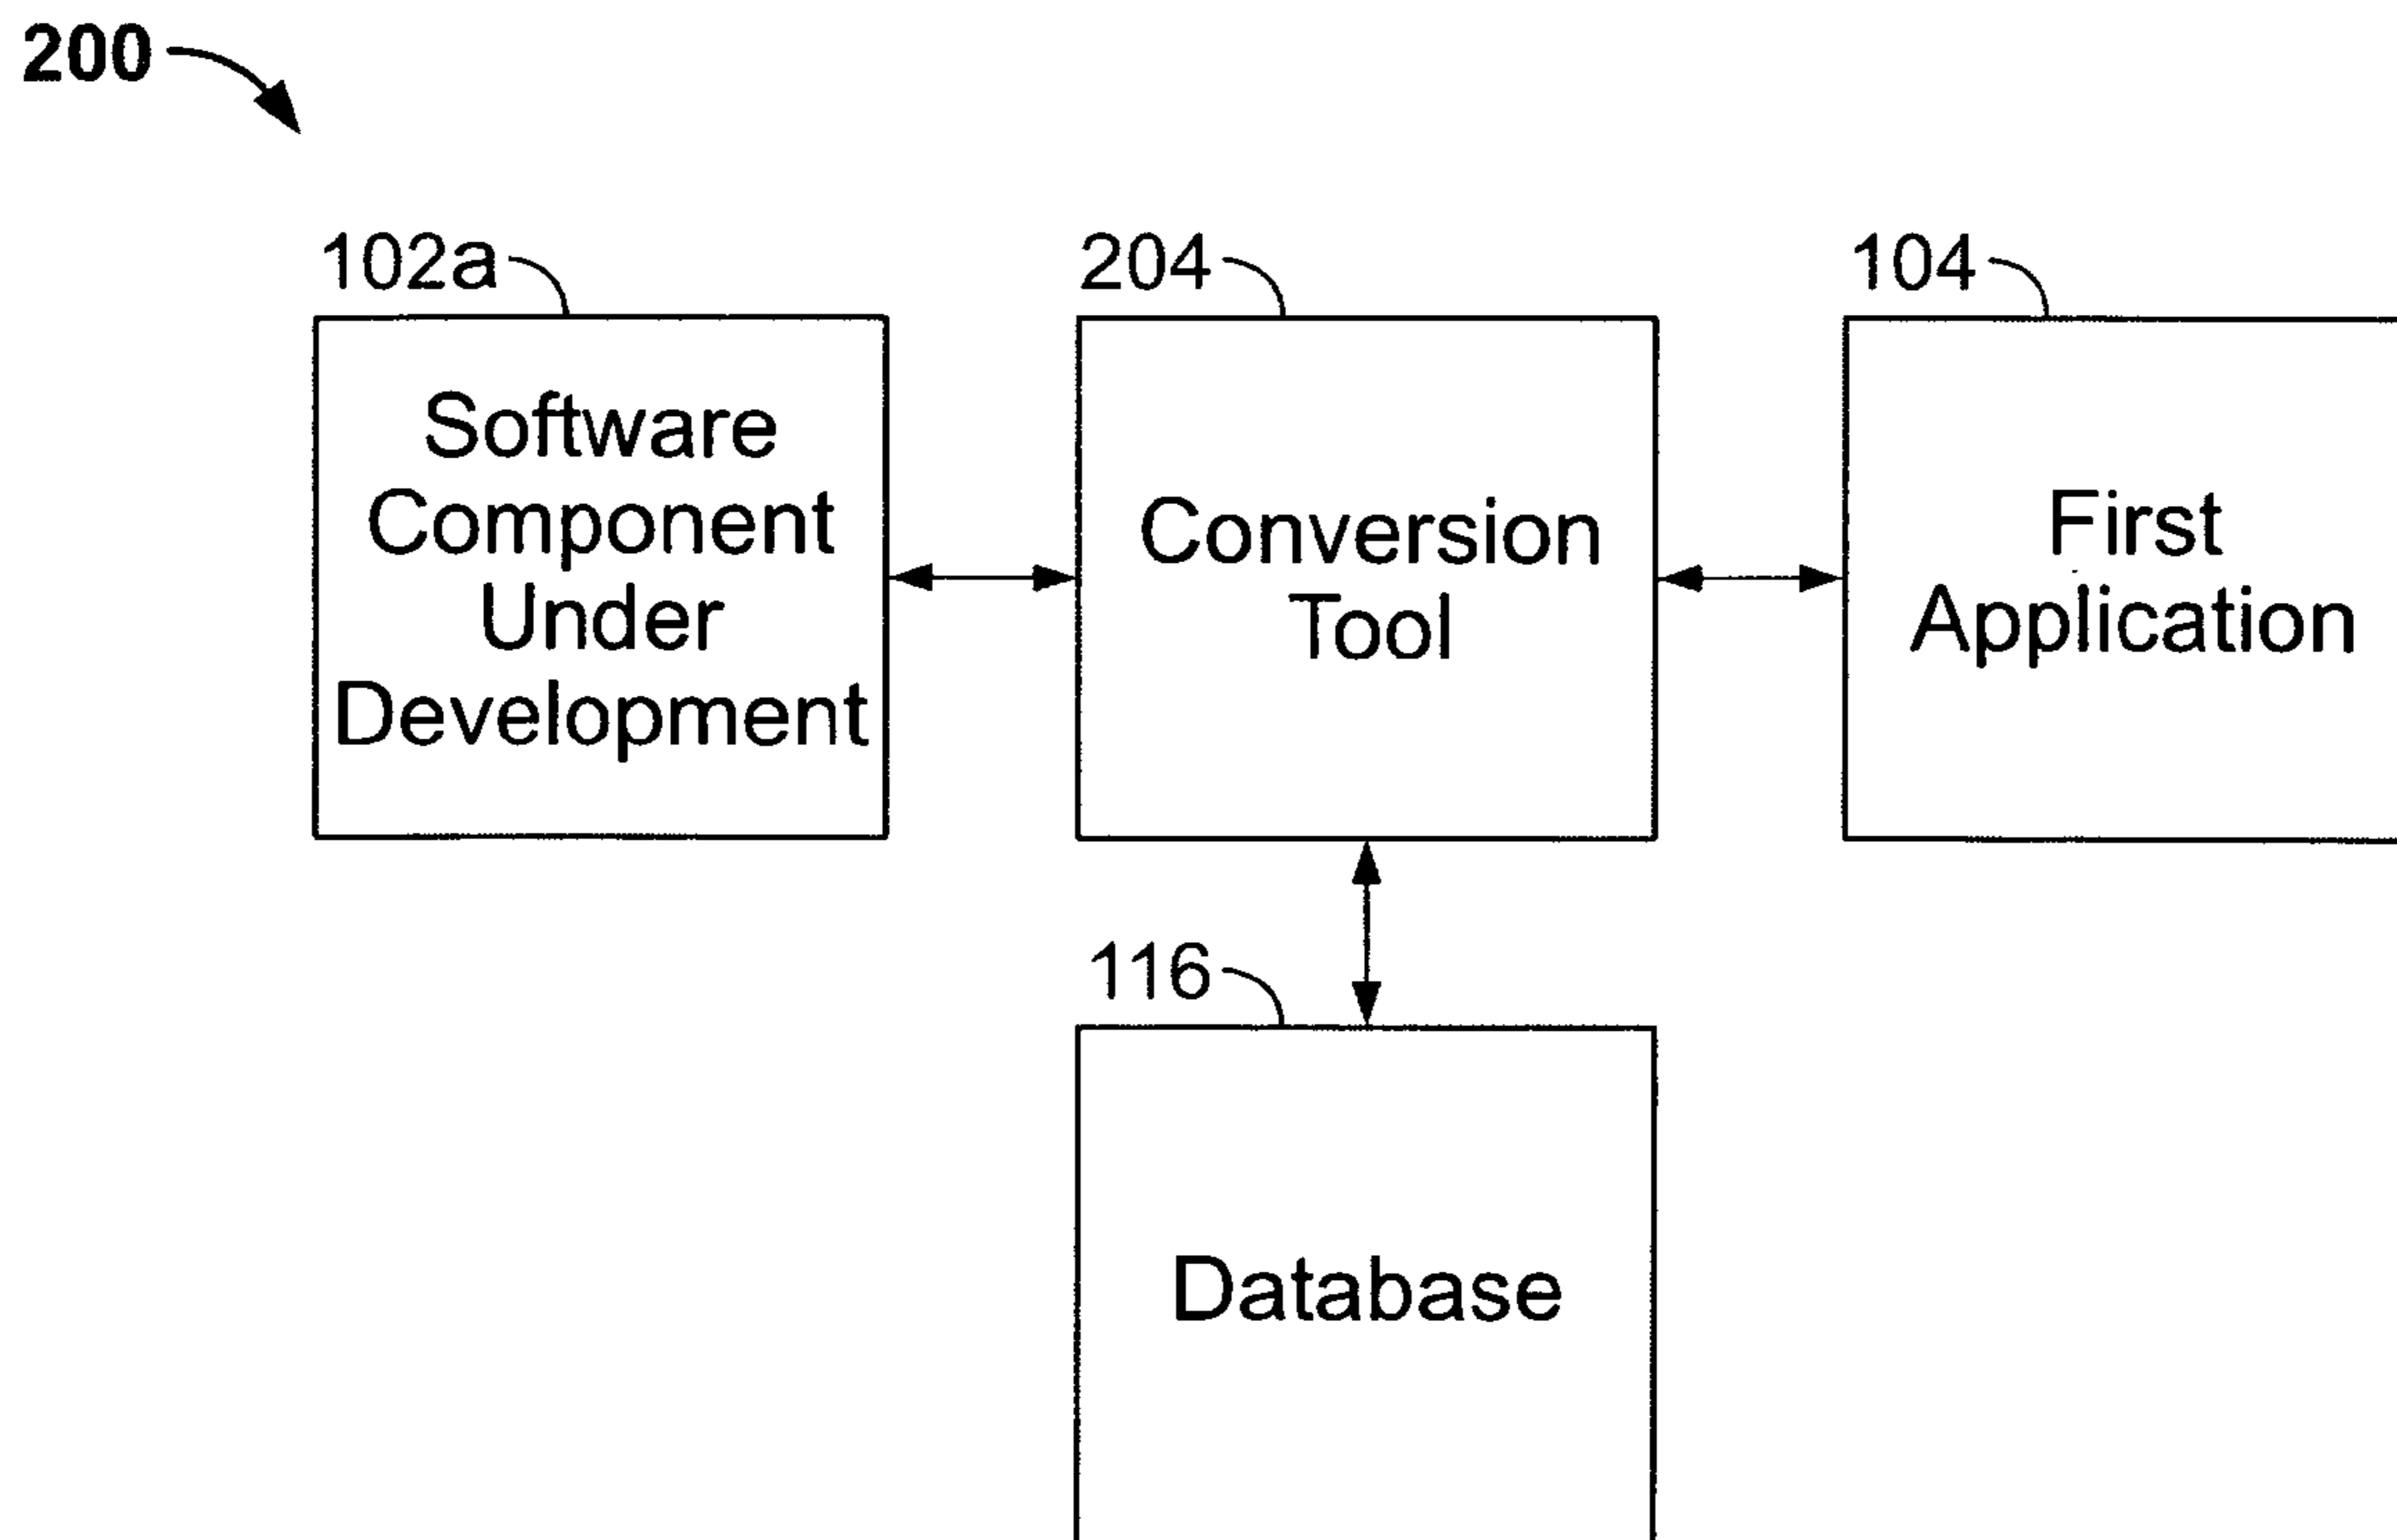 200
102a
204
104
Software
Component
Under
Development
Conversion
Tool
First
Application
116
Database